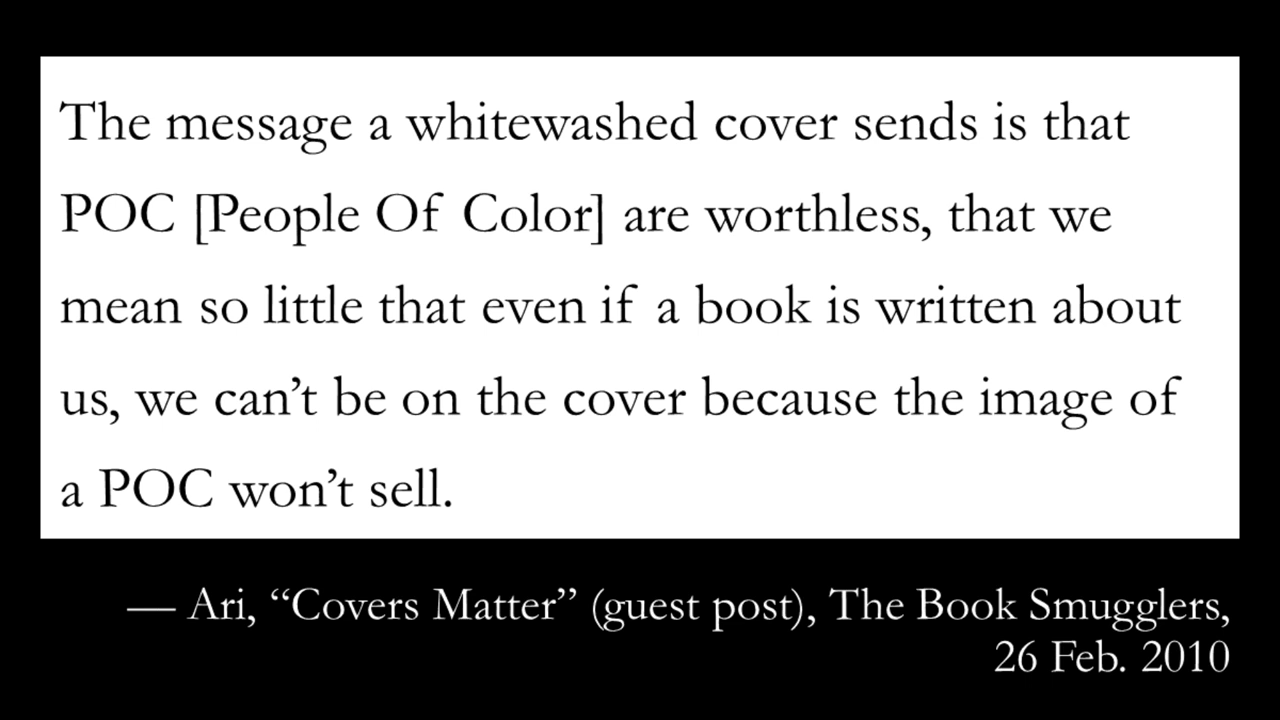 The message a whitewashed cover sends is that
POC [People Of Color] are worthless, that we
mean so little that even if a book is written about
us, we can’t be on the cover because the image of
a POC won’t sell.
— Ari, “Covers Matter” (guest post), The Book Smugglers,
26 Feb. 2010